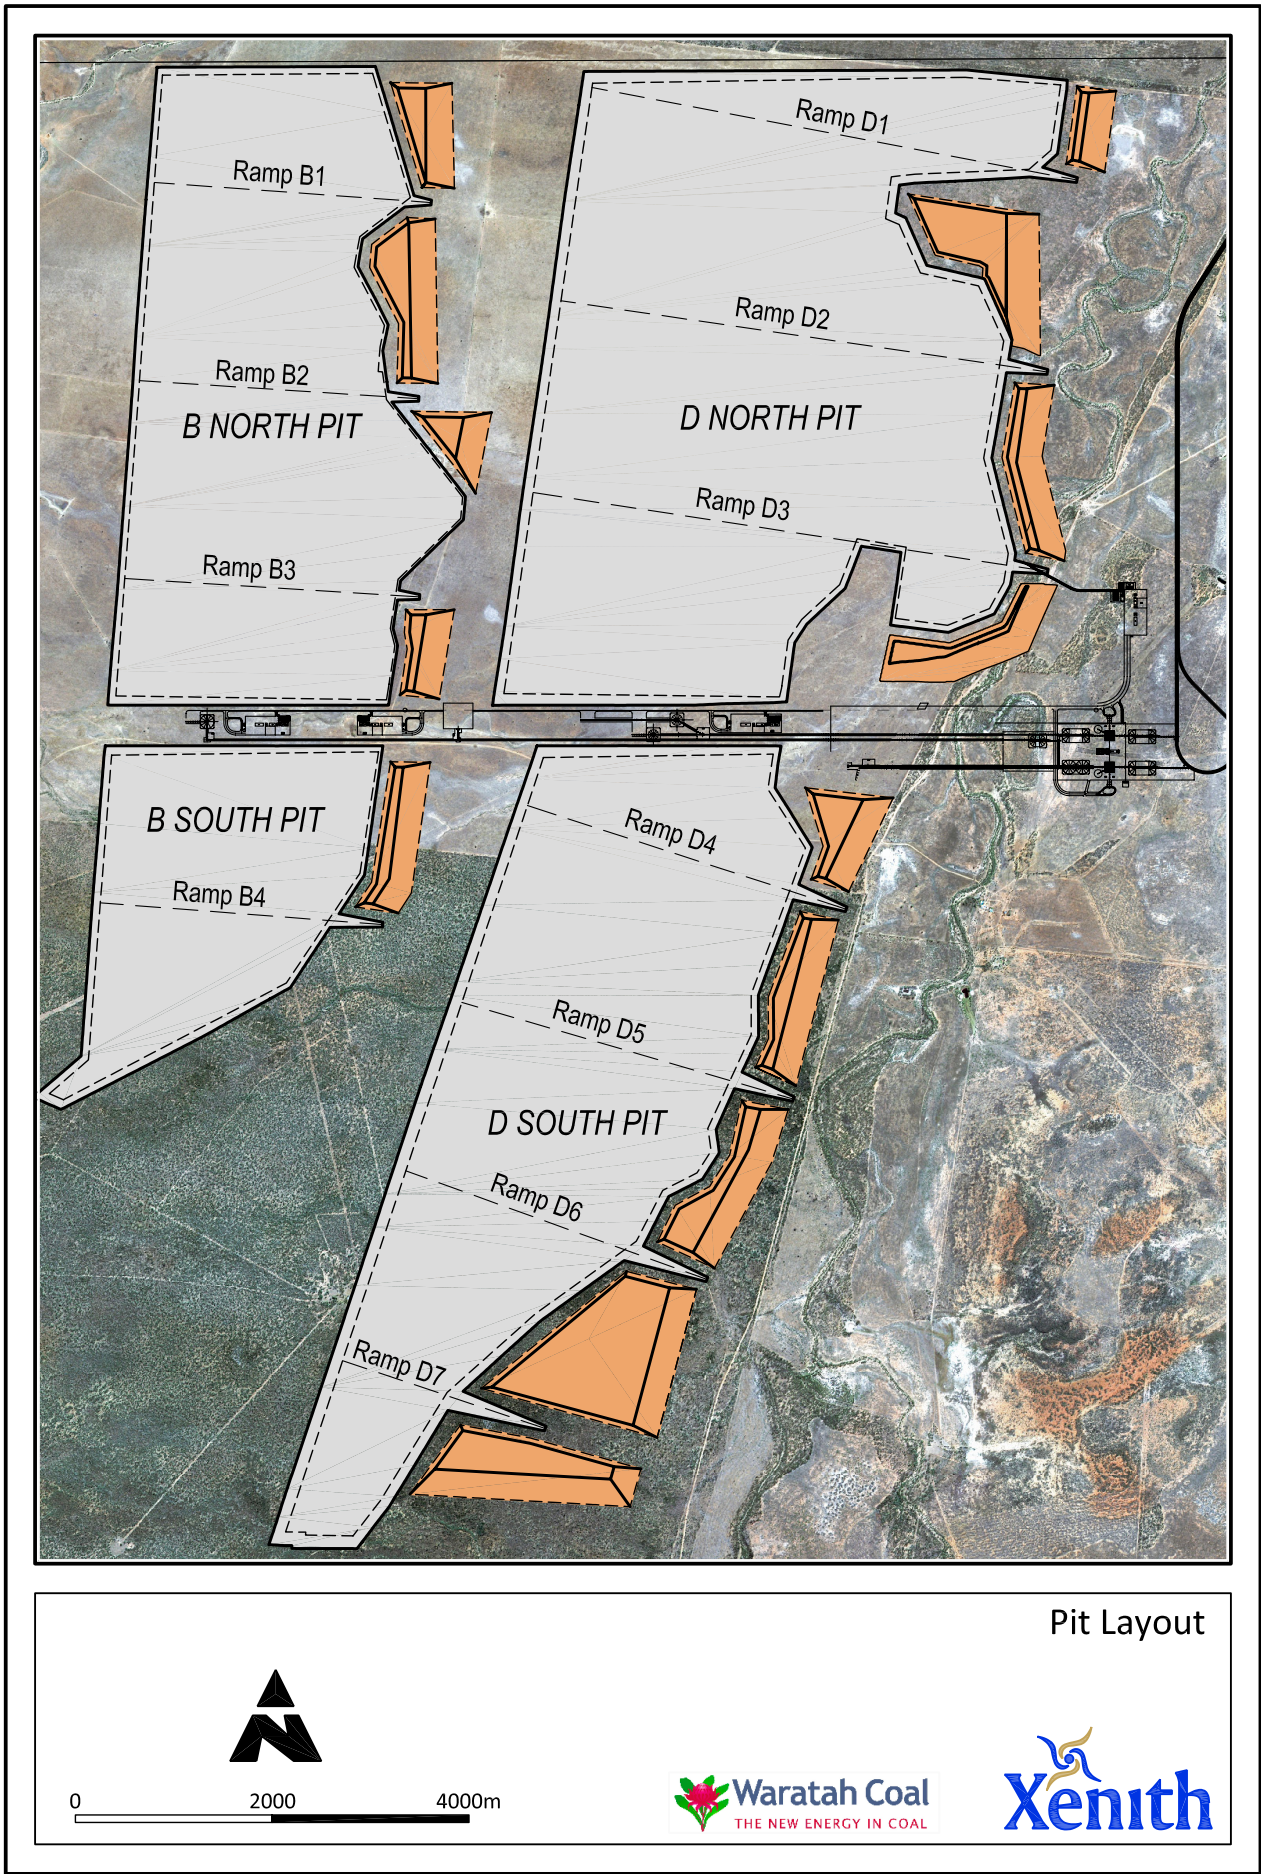 Ramp D1
Ramp B1
Ramp D2
Ramp B2
B NORTH PIT
D NORTH PIT
Ramp D3
Ramp B3
B SOUTH PIT
Ramp D4
Ramp B4
Ramp D5
D SOUTH PIT
Ramp D6
Ramp D7
Pit Layout
N
0 2000 4000m
Waratah Coal
THE NEW ENERGY IN COAL
Xenith